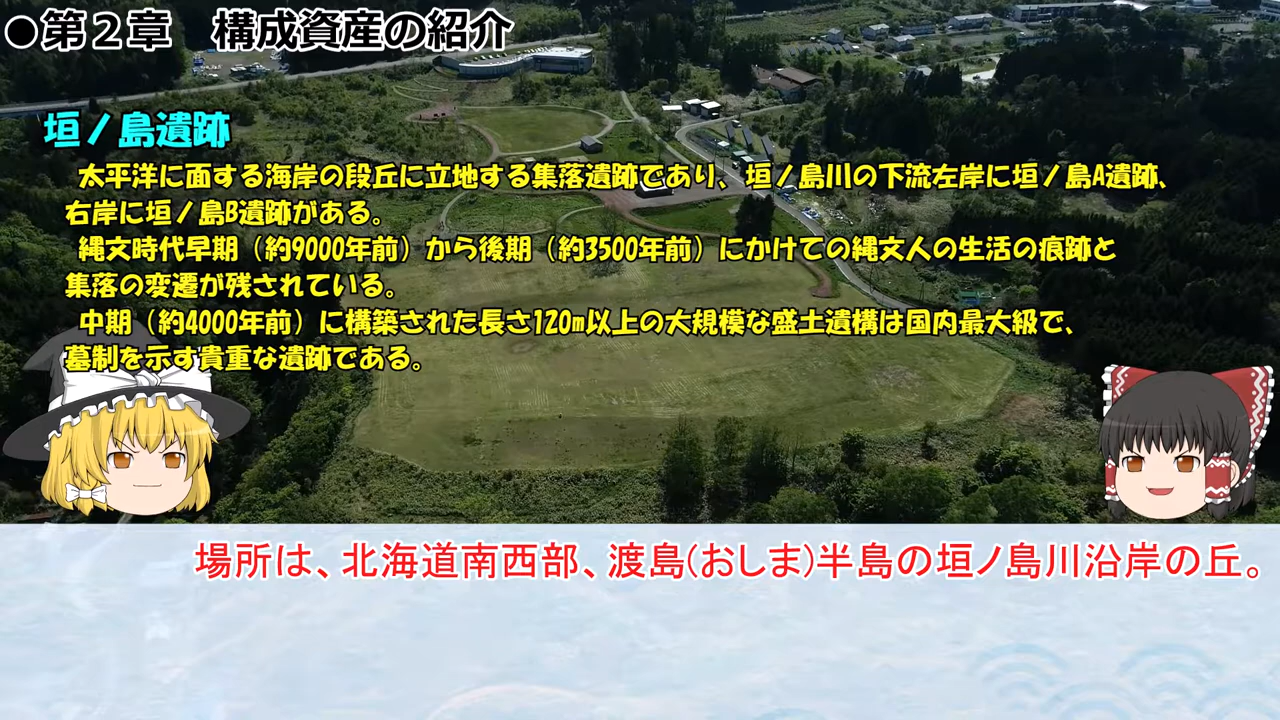 ●第２章　構成資産の紹介
垣ノ島遺跡
太平洋に面する海岸の段丘に立地する集落遺跡であり、垣ノ島川の下流左岸に垣ノ島A遺跡、
右岸に垣ノ島B遺跡がある。
縄文時代早期（約9000年前）から後期（約3500年前）にかけての縄文人の生活の痕跡と
集落の変遷が残されている。
中期（約4000年前）に構築された長さ120m以上の大規模な盛土遺構は国内最大級で、
墓制を示す貴重な遺跡である。
場所は、北海道南西部、渡島(おしま)半島の垣ノ島川沿岸の丘。